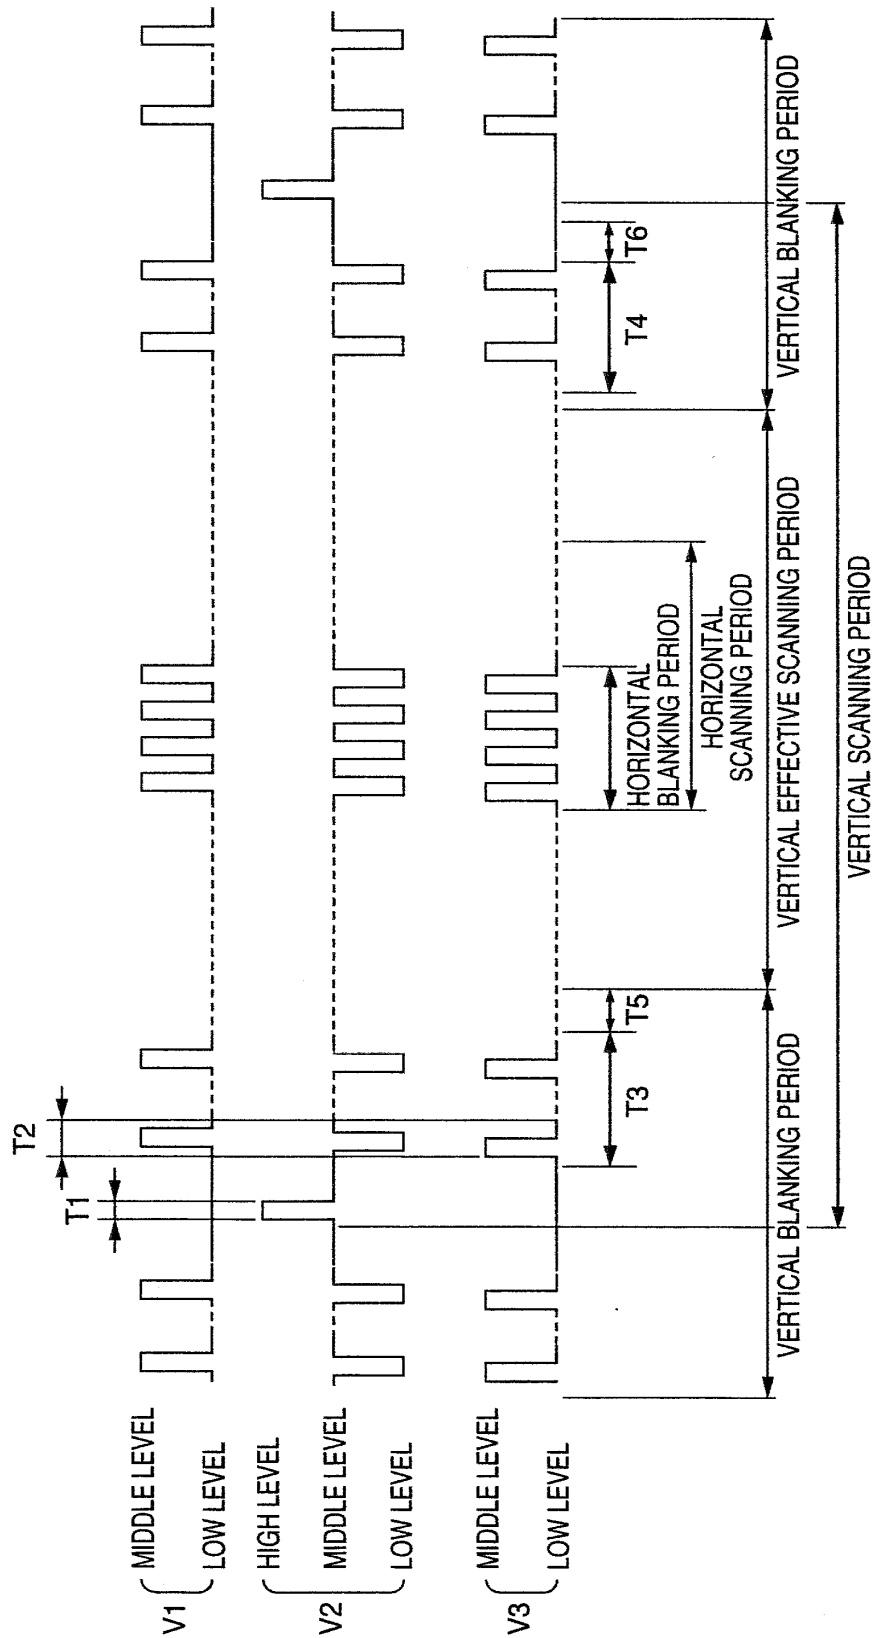 T1
T2
V1
MIDDLE LEVEL
LOW LEVEL
V2
HIGH LEVEL
MIDDLE LEVEL
LOW LEVEL
V3
MIDDLE LEVEL
LOW LEVEL
T3
T5
HORIZONTAL
BLANKING PERIOD
HORIZONTAL
SCANNING PERIOD
T4
T6
VERTICAL BLANKING PERIOD
VERTICAL EFFECTIVE SCANNING PERIOD
VERTICAL BLANKING PERIOD
VERTICAL SCANNING PERIOD